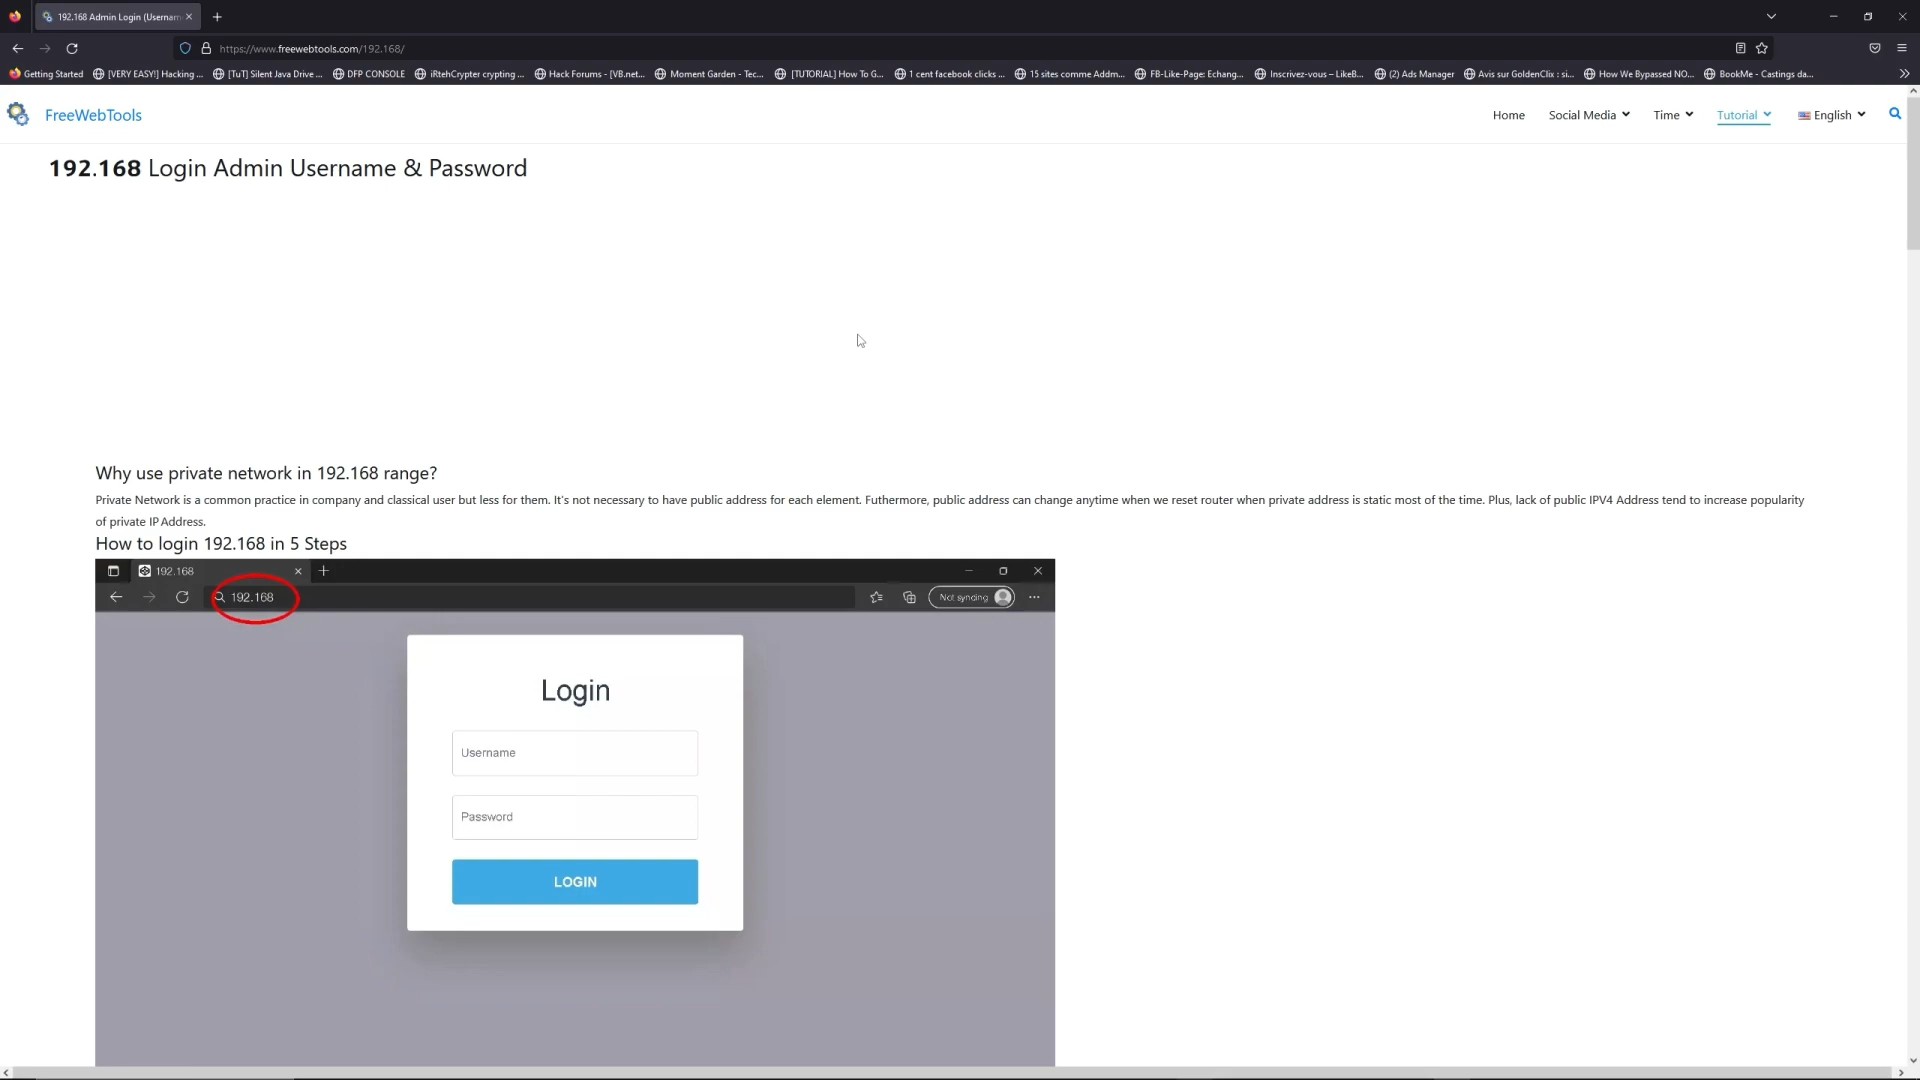 192.168 Admin Login (Usernam
https://www.freewebtools.com/192.168/
Getting Started
[VERY EASY!] Hacking ...
[TuT] Silent Java Drive ...
DFP CONSOLE
iRtehCrypter crypting ...
Hack Forums - [VB.net...
Moment Garden - Tec...
[TUTORIAL] How To G...
1 cent facebook clicks ...
15 sites comme Addm...
FB-Like-Page: Echang...
Inscrivez-vous – LikeB...
(2) Ads Manager
Avis sur GoldenClix : si...
How We Bypassed NO...
BookMe - Castings da...
FreeWebTools
Home
Social Media
Time
Tutorial
English
192.168 Login Admin Username & Password
Why use private network in 192.168 range?
Private Network is a common practice in company and classical user but less for them. It's not necessary to have public address for each element. Futhermore, public address can change anytime when we reset router when private address is static most of the time. Plus, lack of public IPV4 Address tend to increase popularity
of private IP Address.
How to login 192.168 in 5 Steps
192.168
192.168
Not syncing
Login
Username
Password
LOGIN